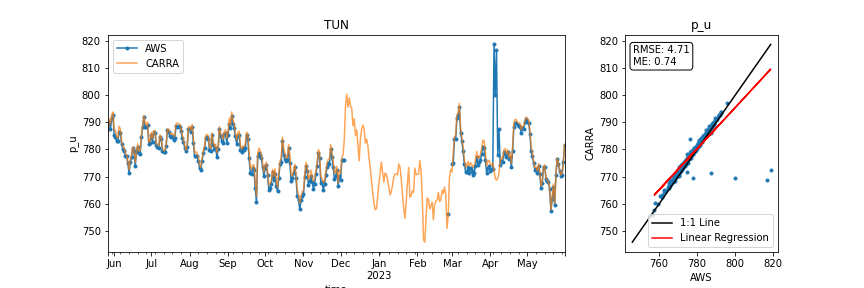 TUN
p_u
820
810
800
790
780
770
760
750
AWS
CARRA
Jun Jul Aug Sep Oct Nov Dec Jan Feb Mar Apr May
2023
time
p_u
CARRA
820
810
800
790
780
770
760
750
RMSE: 4.71
ME: 0.74
1:1 Line
Linear Regression
760 780 800 820
AWS